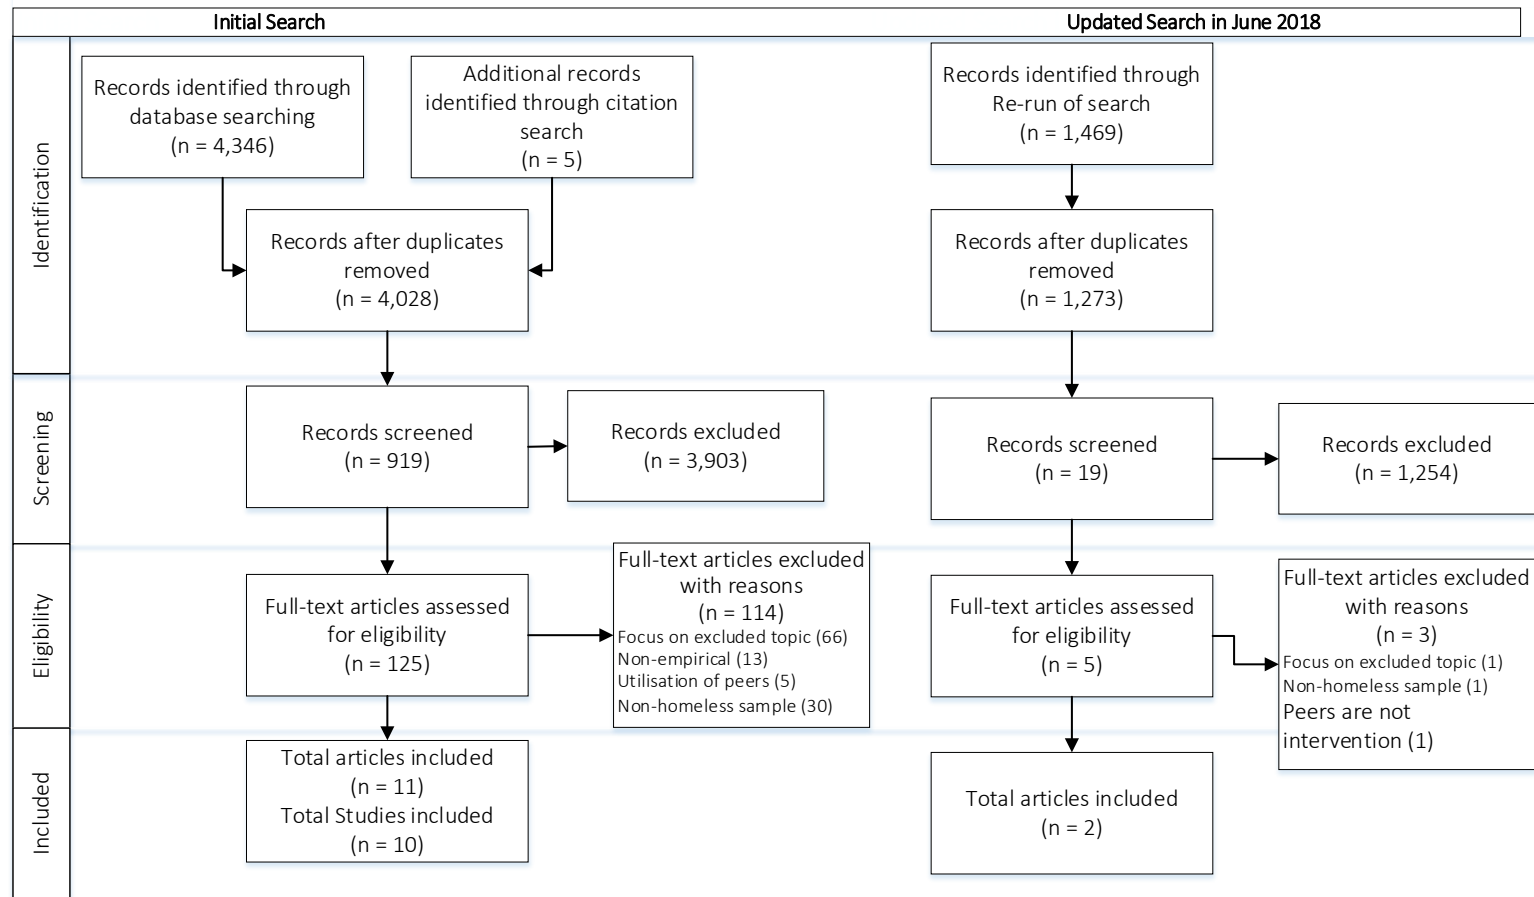 Initial Search
Updated Search in June 2018
Identification
Records identified through
database searching
(n = 4,346)
Additional records
identified through citation
search
(n = 5)
Records after duplicates
removed
(n = 4,028)
Records identified through
Re-run of search
(n = 1,469)
Records after duplicates
removed
(n = 1,273)
Screening
Records screened
(n = 919)
Records excluded
(n = 3,903)
Records screened
(n = 19)
Records excluded
(n = 1,254)
Eligibility
Full-text articles assessed
for eligibility
(n = 125)
Full-text articles excluded
with reasons
(n = 114)
Focus on excluded topic (66)
Non-empirical (13)
Utilisation of peers (5)
Non-homeless sample (30)
Full-text articles assessed
for eligibility
(n = 5)
Full-text articles excluded
with reasons
(n = 3)
Focus on excluded topic (1)
Non-homeless sample (1)
Peers are not
intervention (1)
Included
Total articles included
(n = 11)
Total Studies included
(n = 10)
Total articles included
(n = 2)